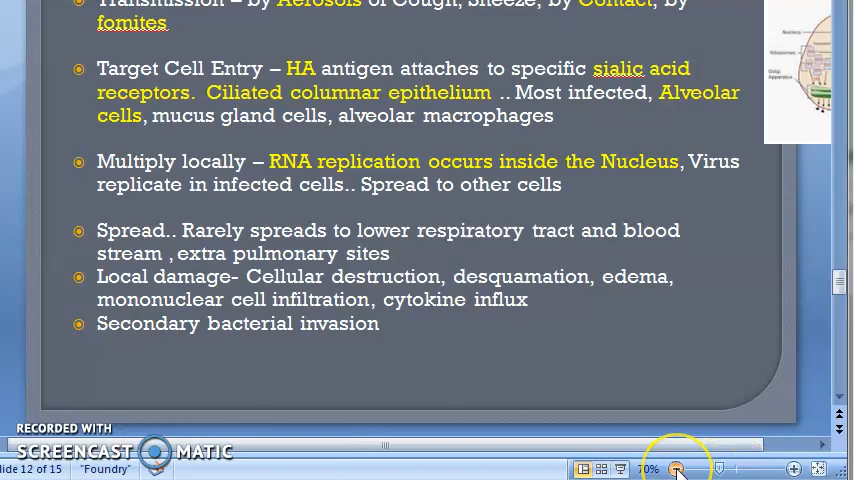 Transmission – by Aerosols of Cough, Sneeze, by Contact, by
fomites
Target Cell Entry – HA antigen attaches to specific sialic acid
receptors. Ciliated columnar epithelium .. Most infected, Alveolar
cells, mucus gland cells, alveolar macrophages
Multiply locally – RNA replication occurs inside the Nucleus, Virus
replicate in infected cells.. Spread to other cells
Spread.. Rarely spreads to lower respiratory tract and blood
stream , extra pulmonary sites
Local damage- Cellular destruction, desquamation, edema,
mononuclear cell infiltration, cytokine influx
Secondary bacterial invasion
Nucleus
Ribosomes
Golgi
Apparatus
RECORDED WITH
SCREENCAST MATIC
lide 12 of 15 "Foundry" 70%